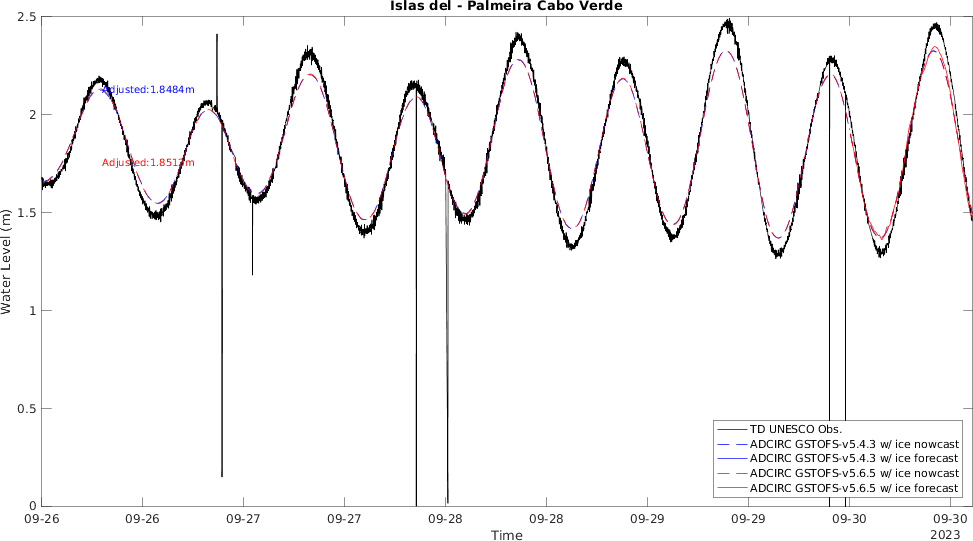 Islas del - Palmeira Cabo Verde
2.5
2
1.5
1
0.5
0
Water Level (m)
Adjusted:1.8484m
Adjusted:1.8512m
TD UNESCO Obs.
ADCIRC GSTOFS-v5.4.3 w/ ice nowcast
ADCIRC GSTOFS-v5.4.3 w/ ice forecast
ADCIRC GSTOFS-v5.6.5 w/ ice nowcast
ADCIRC GSTOFS-v5.6.5 w/ ice forecast
09-26 09-26 09-27 09-27 09-28 09-28 09-29 09-29 09-30 09-30
2023
Time